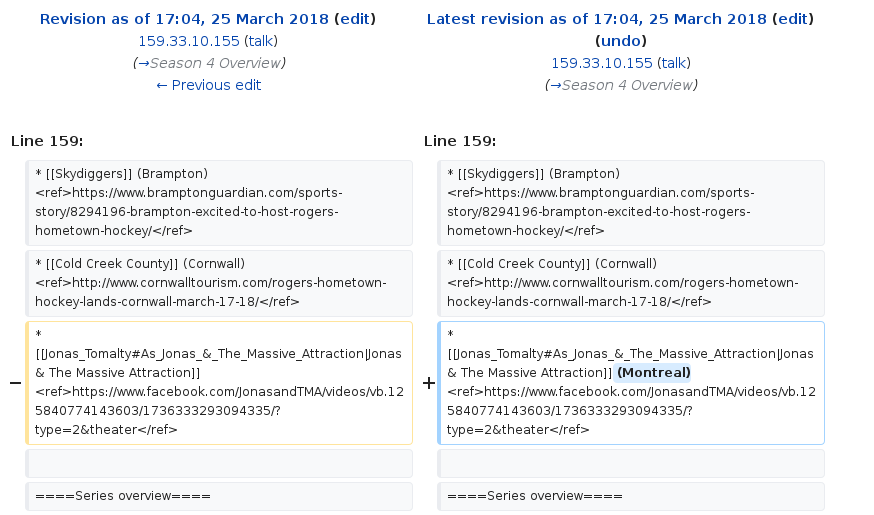 Revision as of 17:04, 25 March 2018 (edit)
159.33.10.155 (talk)
(→Season 4 Overview)
← Previous edit
Latest revision as of 17:04, 25 March 2018 (edit)
(undo)
159.33.10.155 (talk)
(→Season 4 Overview)
Line 159:
Line 159:
* [[Skydiggers]] (Brampton)
<ref>https://www.bramptonguardian.com/sports-
story/8294196-brampton-excited-to-host-rogers-
hometown-hockey/</ref>
* [[Skydiggers]] (Brampton)
<ref>https://www.bramptonguardian.com/sports-
story/8294196-brampton-excited-to-host-rogers-
hometown-hockey/</ref>
* [[Cold Creek County]] (Cornwall)
<ref>http://www.cornwalltourism.com/rogers-hometown-
hockey-lands-cornwall-march-17-18/</ref>
* [[Cold Creek County]] (Cornwall)
<ref>http://www.cornwalltourism.com/rogers-hometown-
hockey-lands-cornwall-march-17-18/</ref>
−
*
[[Jonas_Tomalty#As_Jonas_&_The_Massive_Attraction|Jonas
& The Massive Attraction]]
<ref>https://www.facebook.com/JonasandTMA/videos/vb.12
5840774143603/1736333293094335/?
type=2&theater</ref>
+
*
[[Jonas_Tomalty#As_Jonas_&_The_Massive_Attraction|Jonas
& The Massive Attraction]] (Montreal)
<ref>https://www.facebook.com/JonasandTMA/videos/vb.12
5840774143603/1736333293094335/?
type=2&theater</ref>
====Series overview====
====Series overview====